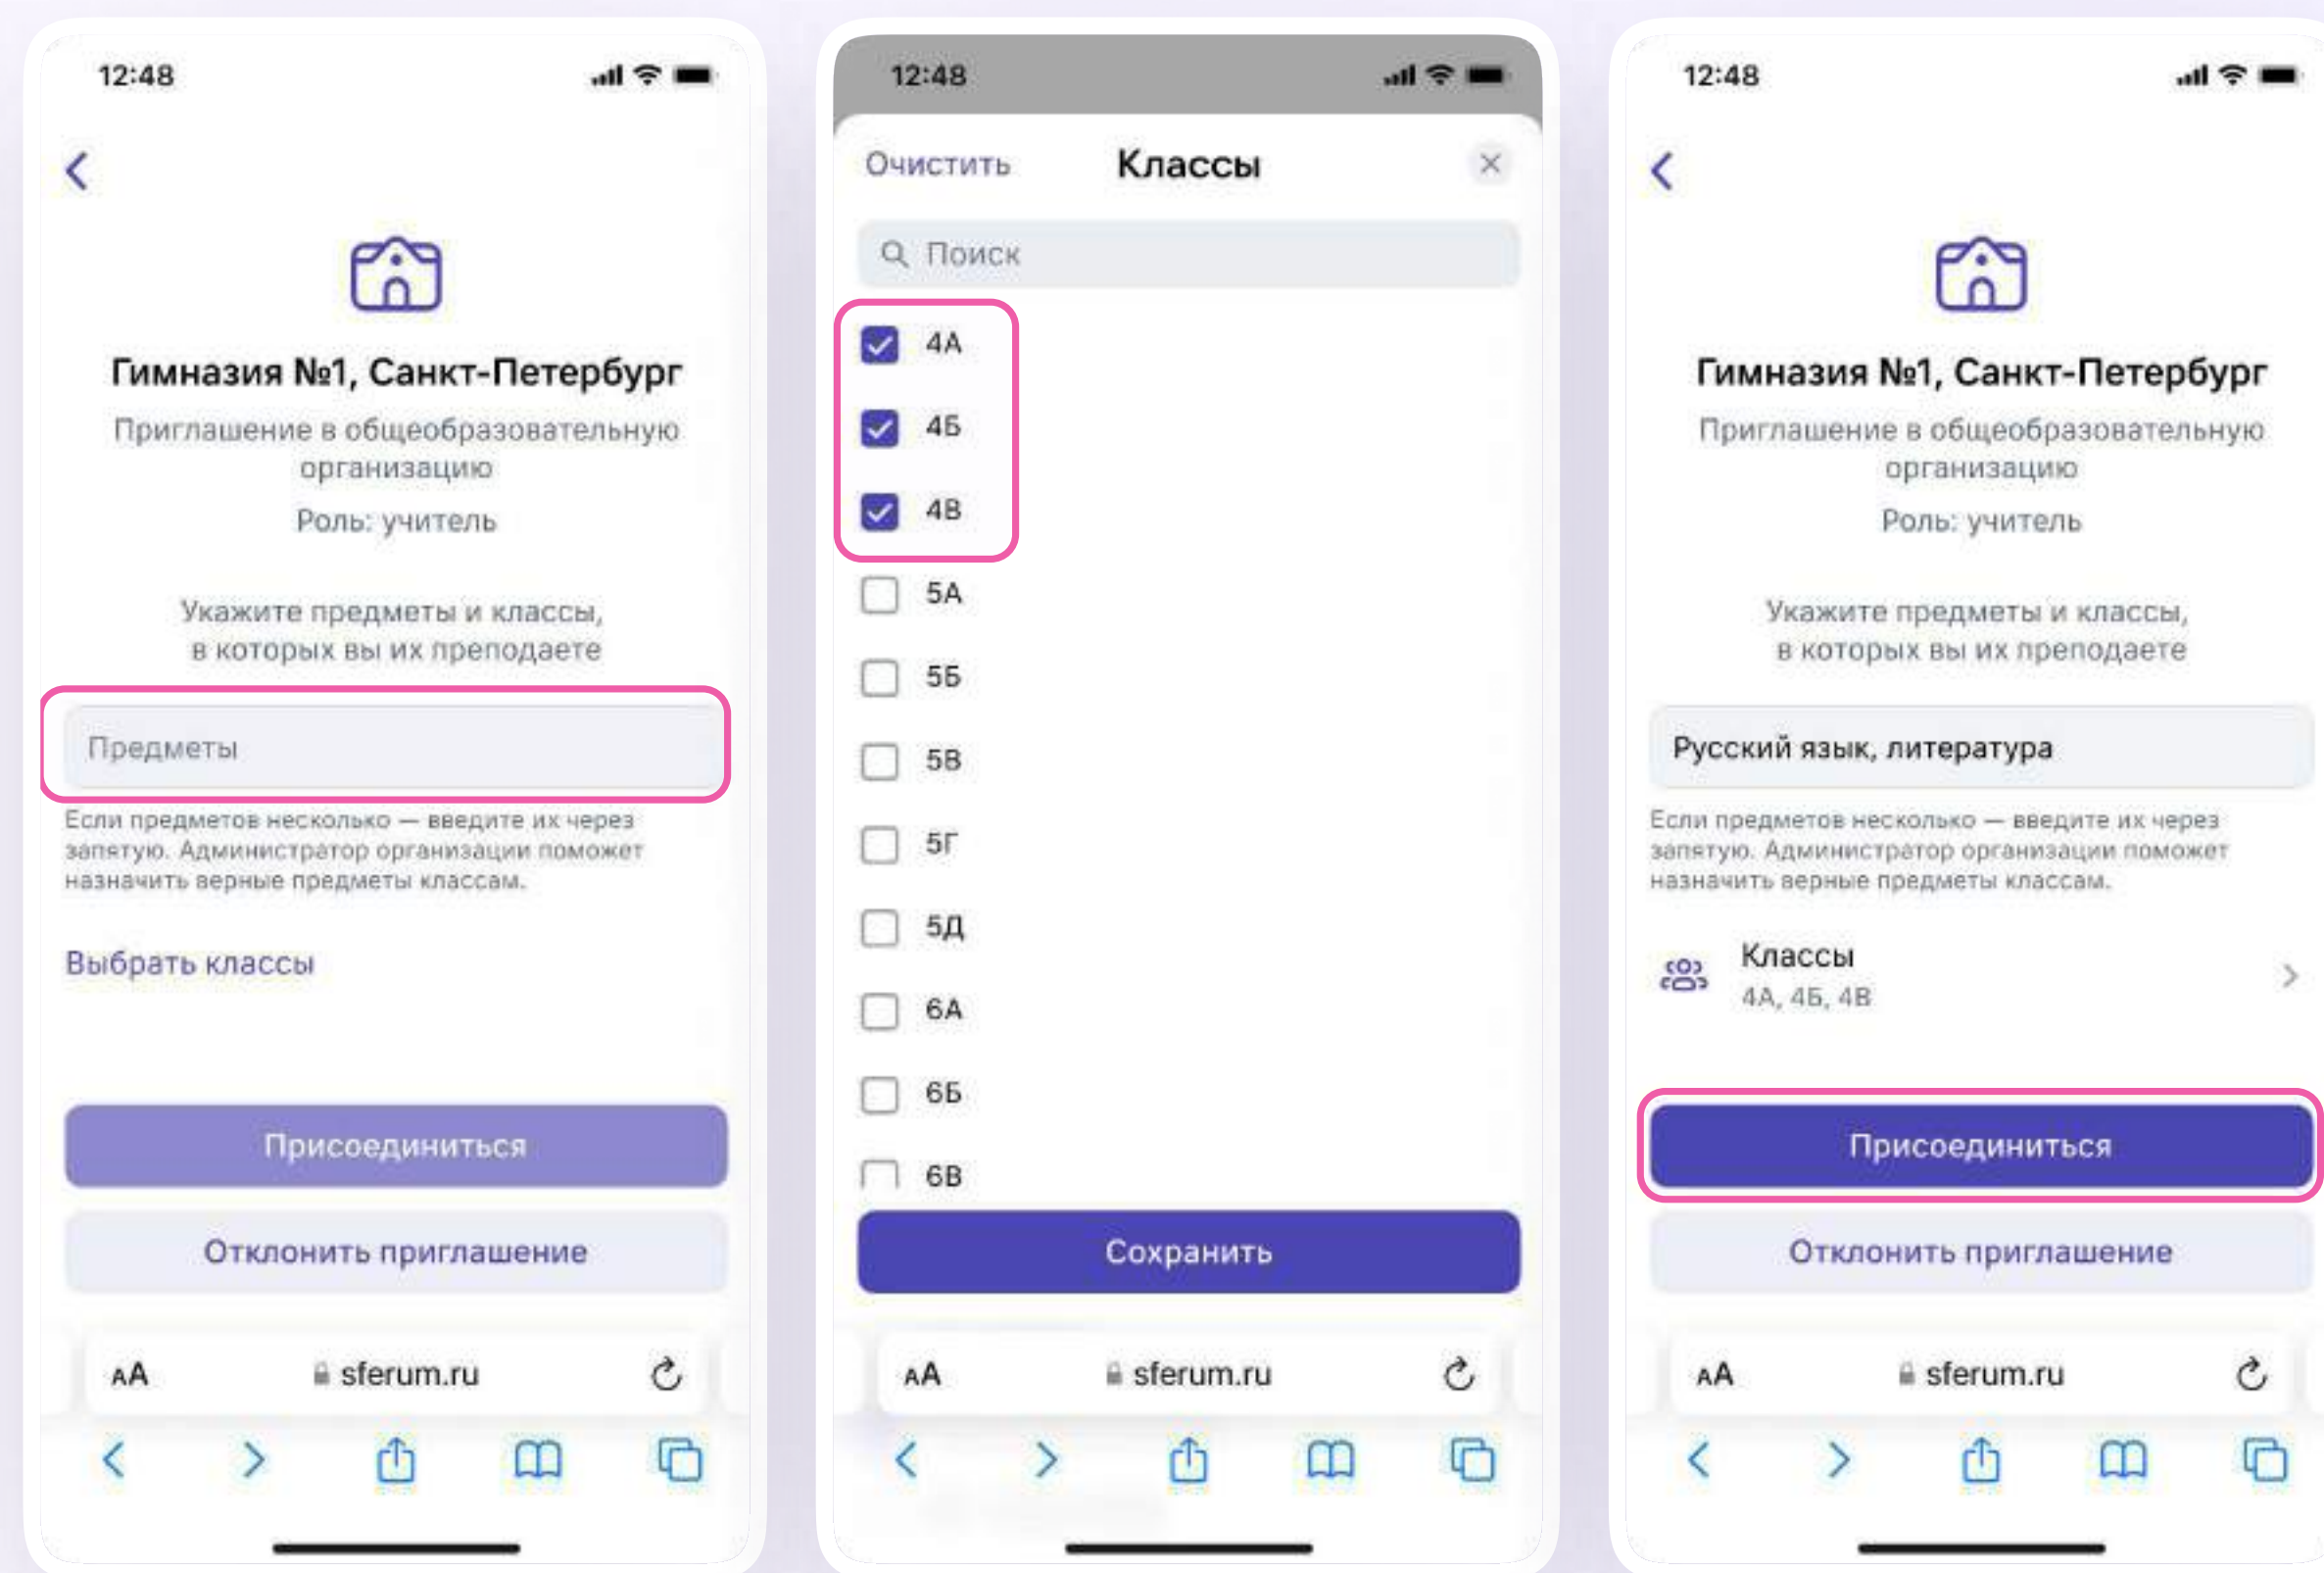 12:48
Гимназия №1, Санкт-Петербург
Приглашение в общеобразовательную
организацию
Роль: учитель
Укажите предметы и классы,
в которых вы их преподаете
Предметы
Если предметов несколько — введите их через
запятую. Администратор организации поможет
назначить верные предметы классам.
Выбрать классы
Присоединиться
Отклонить приглашение
AA sferum.ru
12:48
Очистить Классы
Поиск
4А
4Б
4В
5А
5Б
5В
5Г
5Д
6А
6Б
6В
Сохранить
AA sferum.ru
12:48
Гимназия №1, Санкт-Петербург
Приглашение в общеобразовательную
организацию
Роль: учитель
Укажите предметы и классы,
в которых вы их преподаете
Русский язык, литература
Если предметов несколько — введите их через
запятую. Администратор организации поможет
назначить верные предметы классам.
Классы
4А, 4Б, 4В
Присоединиться
Отклонить приглашение
AA sferum.ru